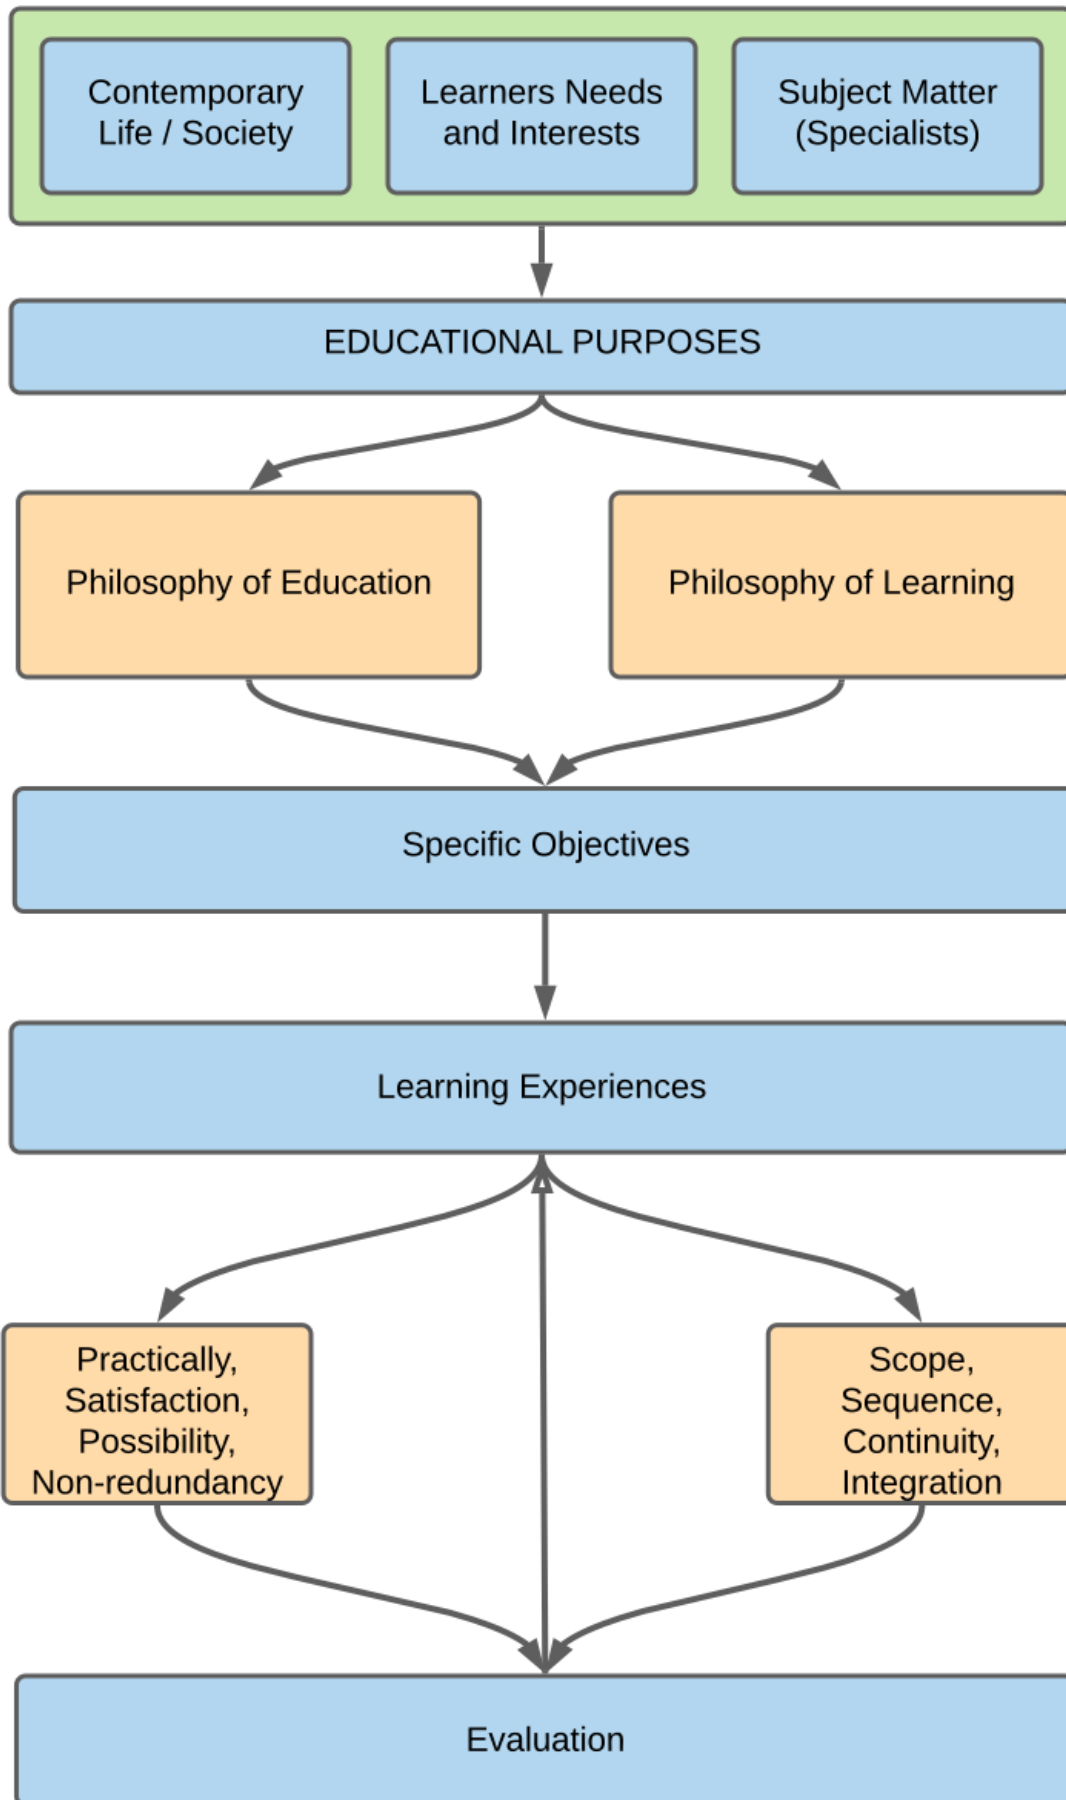 Contemporary
Life / Society
Learners Needs
and Interests
Subject Matter
(Specialists)
EDUCATIONAL PURPOSES
Philosophy of Education
Philosophy of Learning
Specific Objectives
Learning Experiences
Practically,
Satisfaction,
Possibility,
Non-redundancy
Scope,
Sequence,
Continuity,
Integration
Evaluation